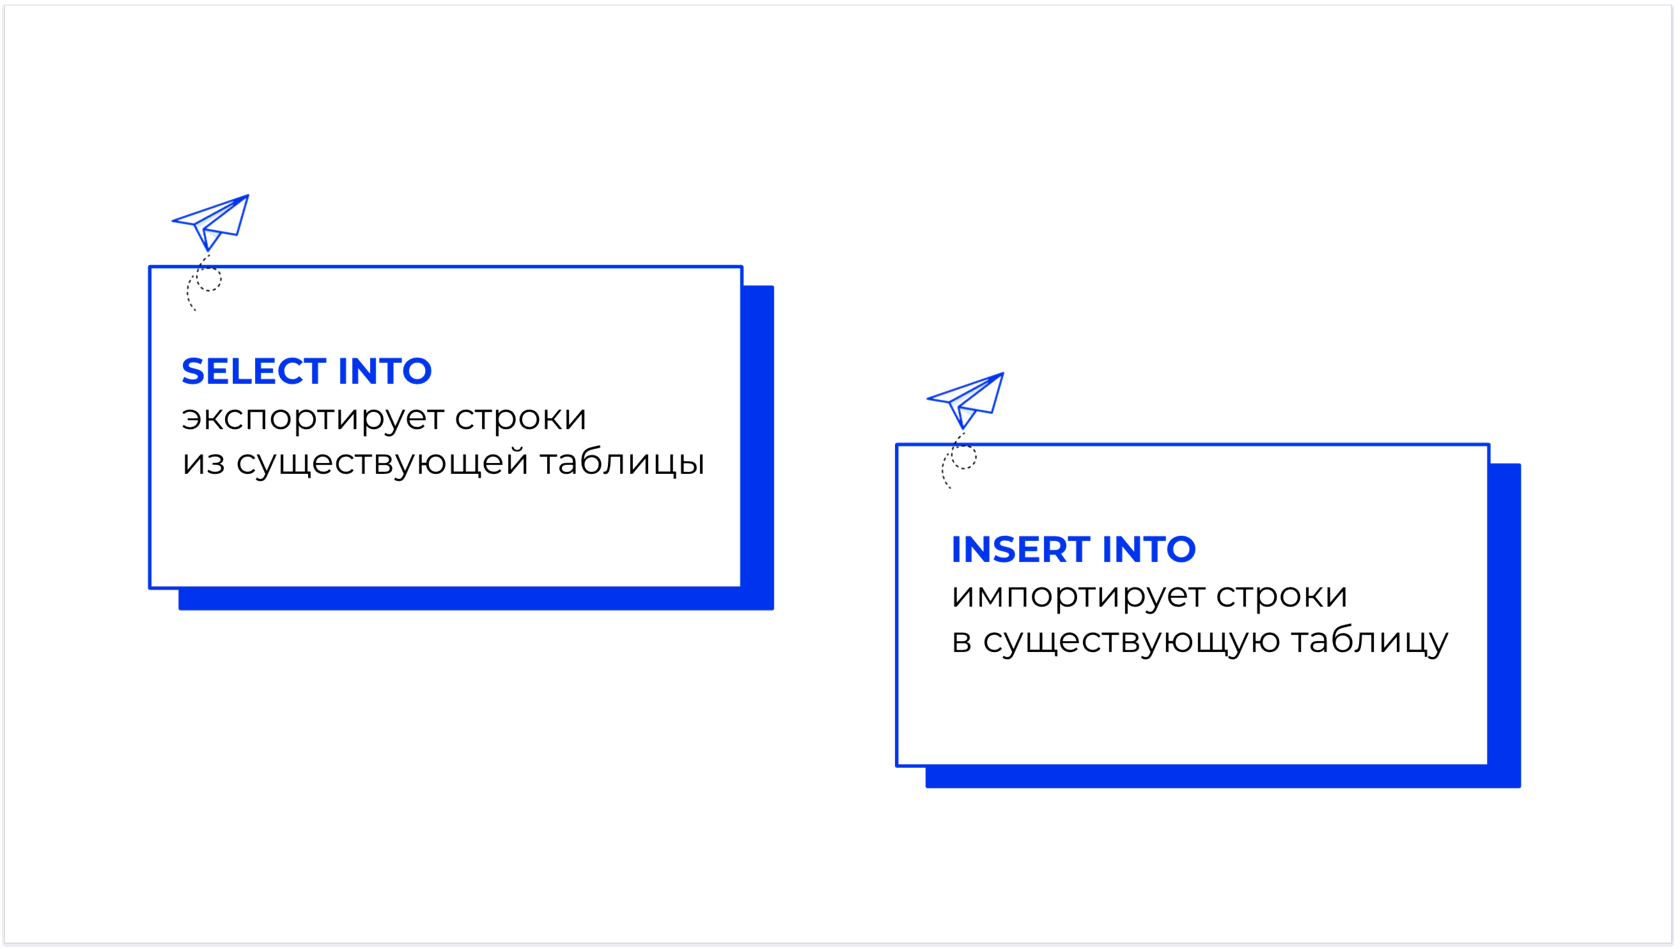 SELECT INTO
экспортирует строки
из существующей таблицы
INSERT INTO
импортирует строки
в существующую таблицу